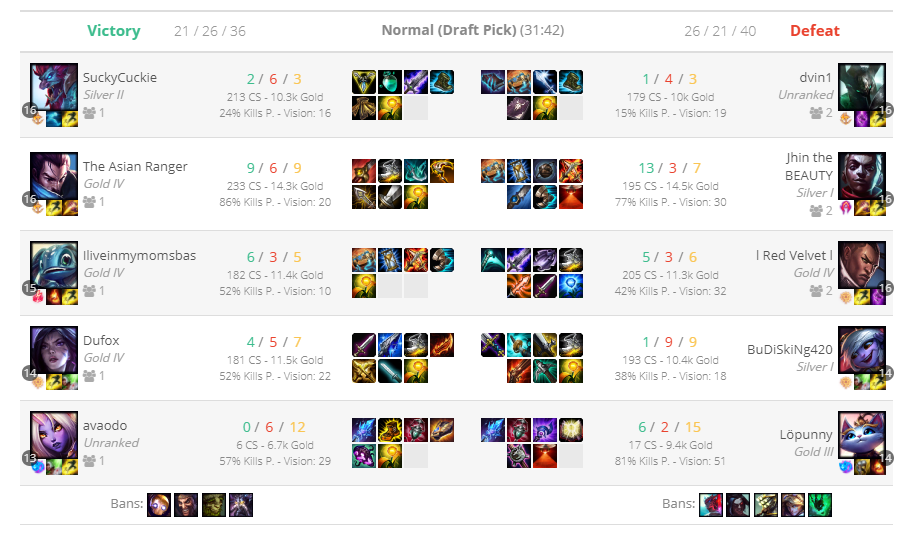 Victory 21 / 26 / 36 Normal (Draft Pick) (31:42) 26 / 21 / 40 Defeat
SuckyCuckie 2 / 6 / 3 1 / 4 / 3 dvin1
Silver II 213 CS - 10.3k Gold 179 CS - 10k Gold Unranked
16 1 24% Kills P. - Vision: 16 15% Kills P. - Vision: 19 2 16
The Asian Ranger 9 / 6 / 9 13 / 3 / 7 Jhin the
BEAUTY
Gold IV 233 CS - 14.3k Gold 195 CS - 14.5k Gold Silver I
16 1 86% Kills P. - Vision: 20 77% Kills P. - Vision: 30 2 16
Iliveinmymomsbas 6 / 3 / 5 5 / 3 / 6 l Red Velvet l
Gold IV 182 CS - 11.4k Gold 205 CS - 11.3k Gold Gold IV
15 1 52% Kills P. - Vision: 10 42% Kills P. - Vision: 32 2 16
Dufox 4 / 5 / 7 1 / 9 / 9 BuDiSkiNg420
Gold IV 181 CS - 11.5k Gold 193 CS - 10.4k Gold Silver I
14 1 52% Kills P. - Vision: 22 38% Kills P. - Vision: 18 14
avaodo 0 / 6 / 12 6 / 2 / 15 Löpunny
Unranked 6 CS - 6.7k Gold 17 CS - 9.4k Gold Gold III
13 1 57% Kills P. - Vision: 29 81% Kills P. - Vision: 51 14
Bans: Bans: